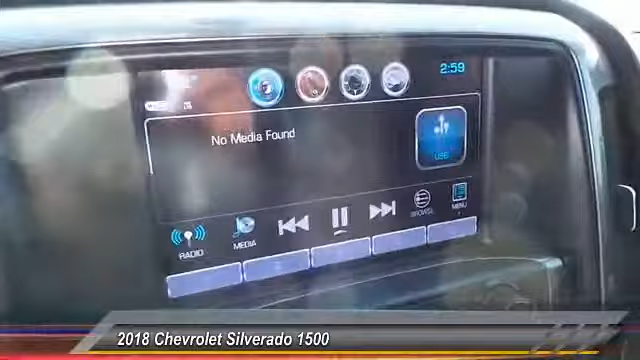 2:59
No Media Found
USB
RADIO
MEDIA
BROWSE
MENU
2018 Chevrolet Silverado 1500